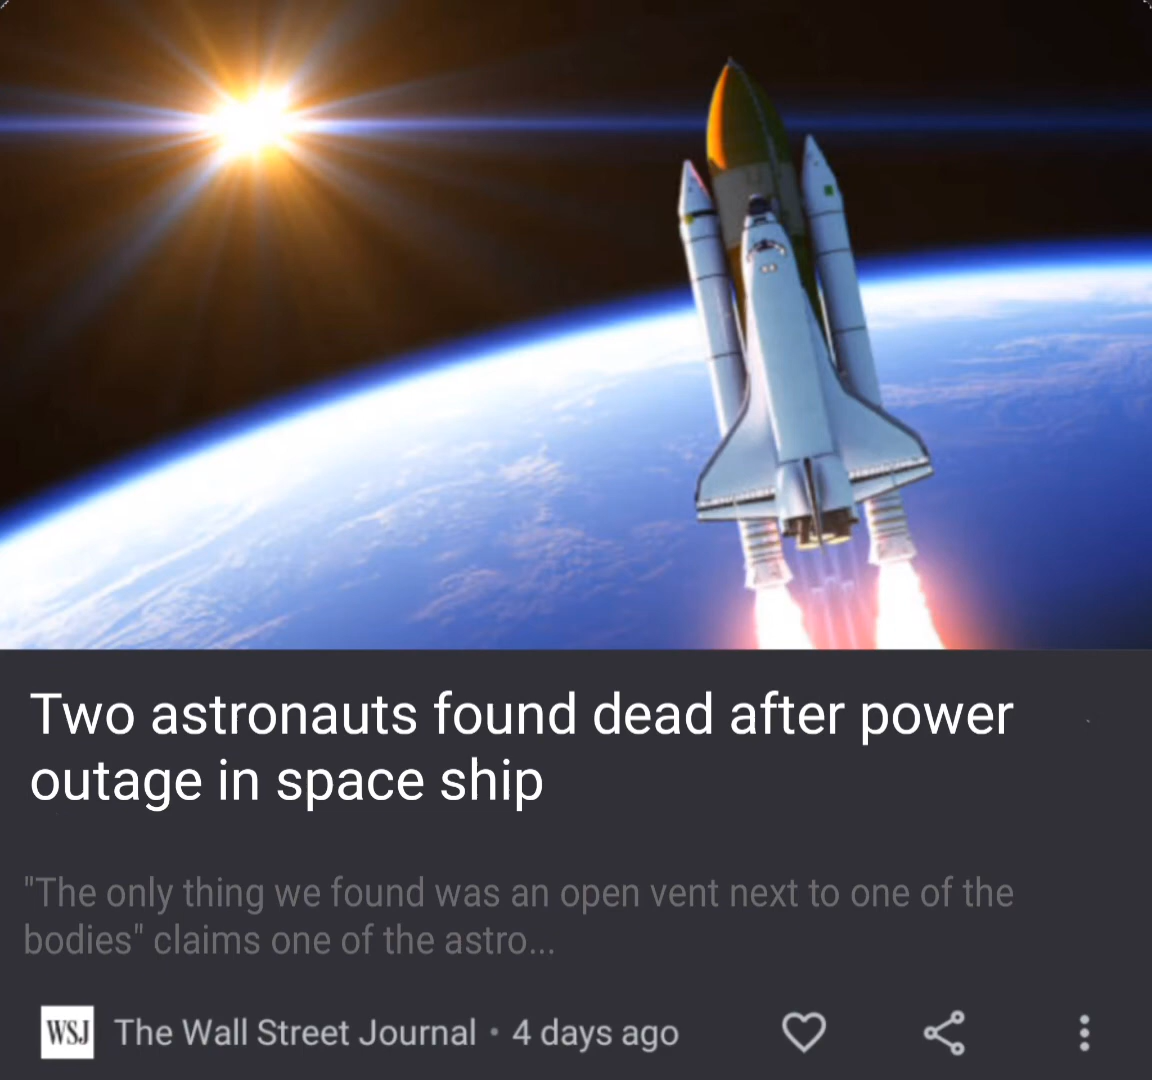 Two astronauts found dead after power
outage in space ship
"The only thing we found was an open vent next to one of the
bodies" claims one of the astro...
WSJ The Wall Street Journal • 4 days ago